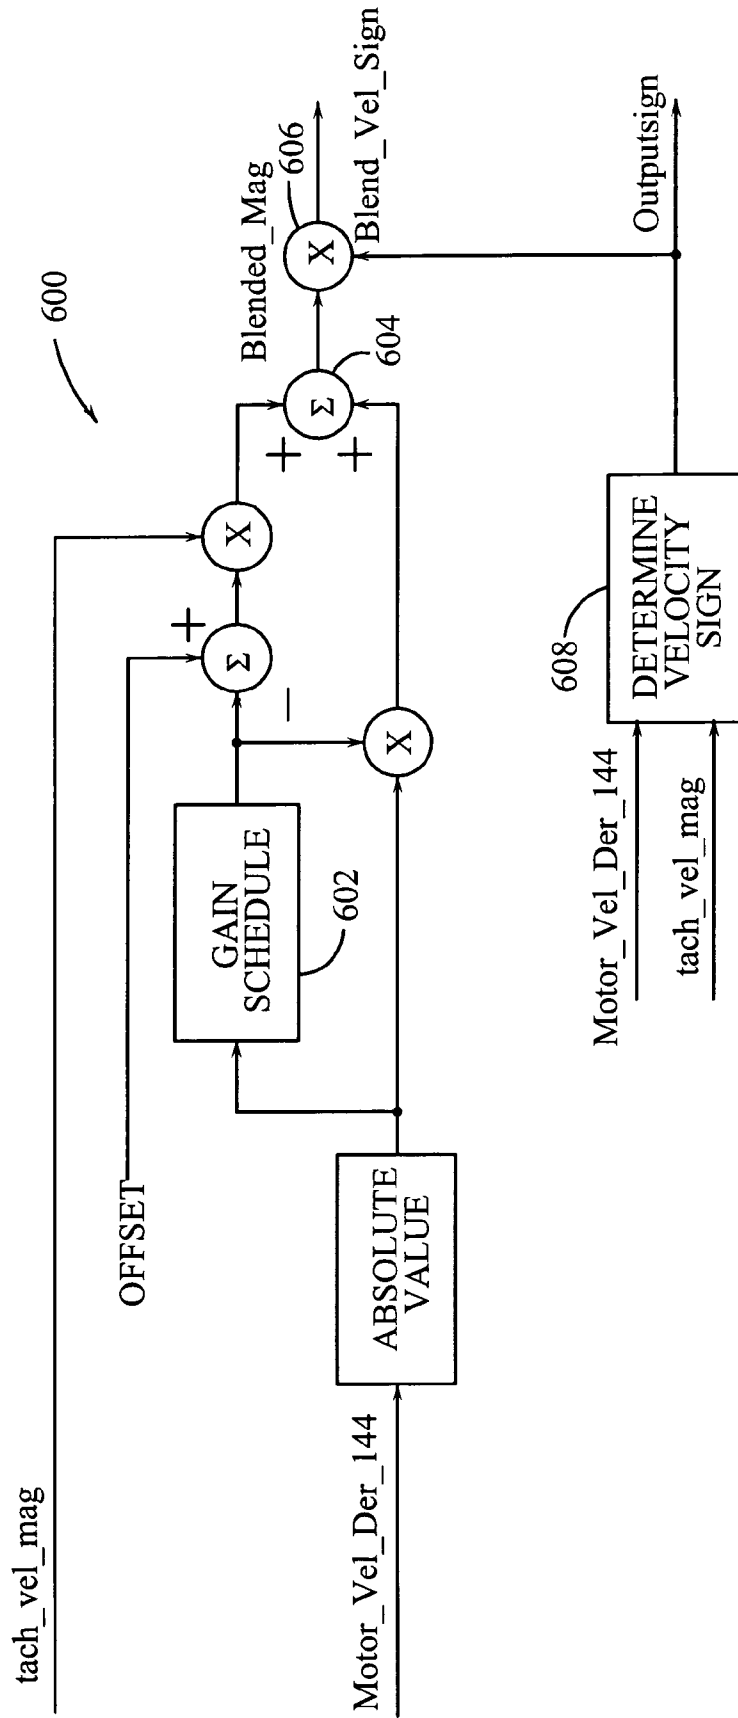 600
tach_vel_mag
OFFSET
+
Σ
X
GAIN
SCHEDULE
602
−
X
+
+
Σ
604
Blended_Mag
X
606
Blend_Vel_Sign
Motor_Vel_Der_144
ABSOLUTE
VALUE
Motor_Vel_Der_144
tach_vel_mag
608
DETERMINE
VELOCITY
SIGN
Outputsign